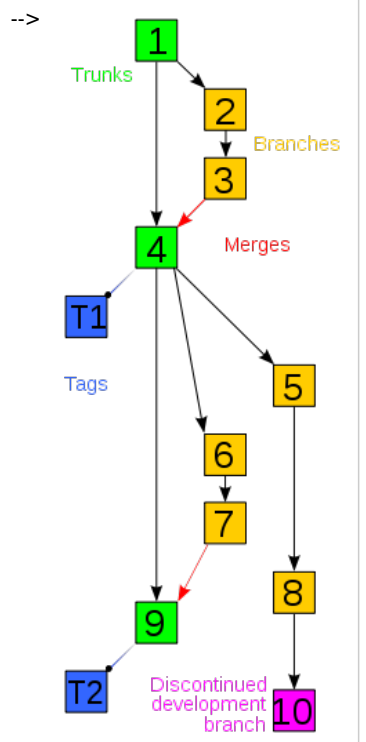 -->
1
Trunks
2
Branches
3
4
Merges
T1
5
Tags
6
7
8
9
T2
Discontinued
development
branch
10